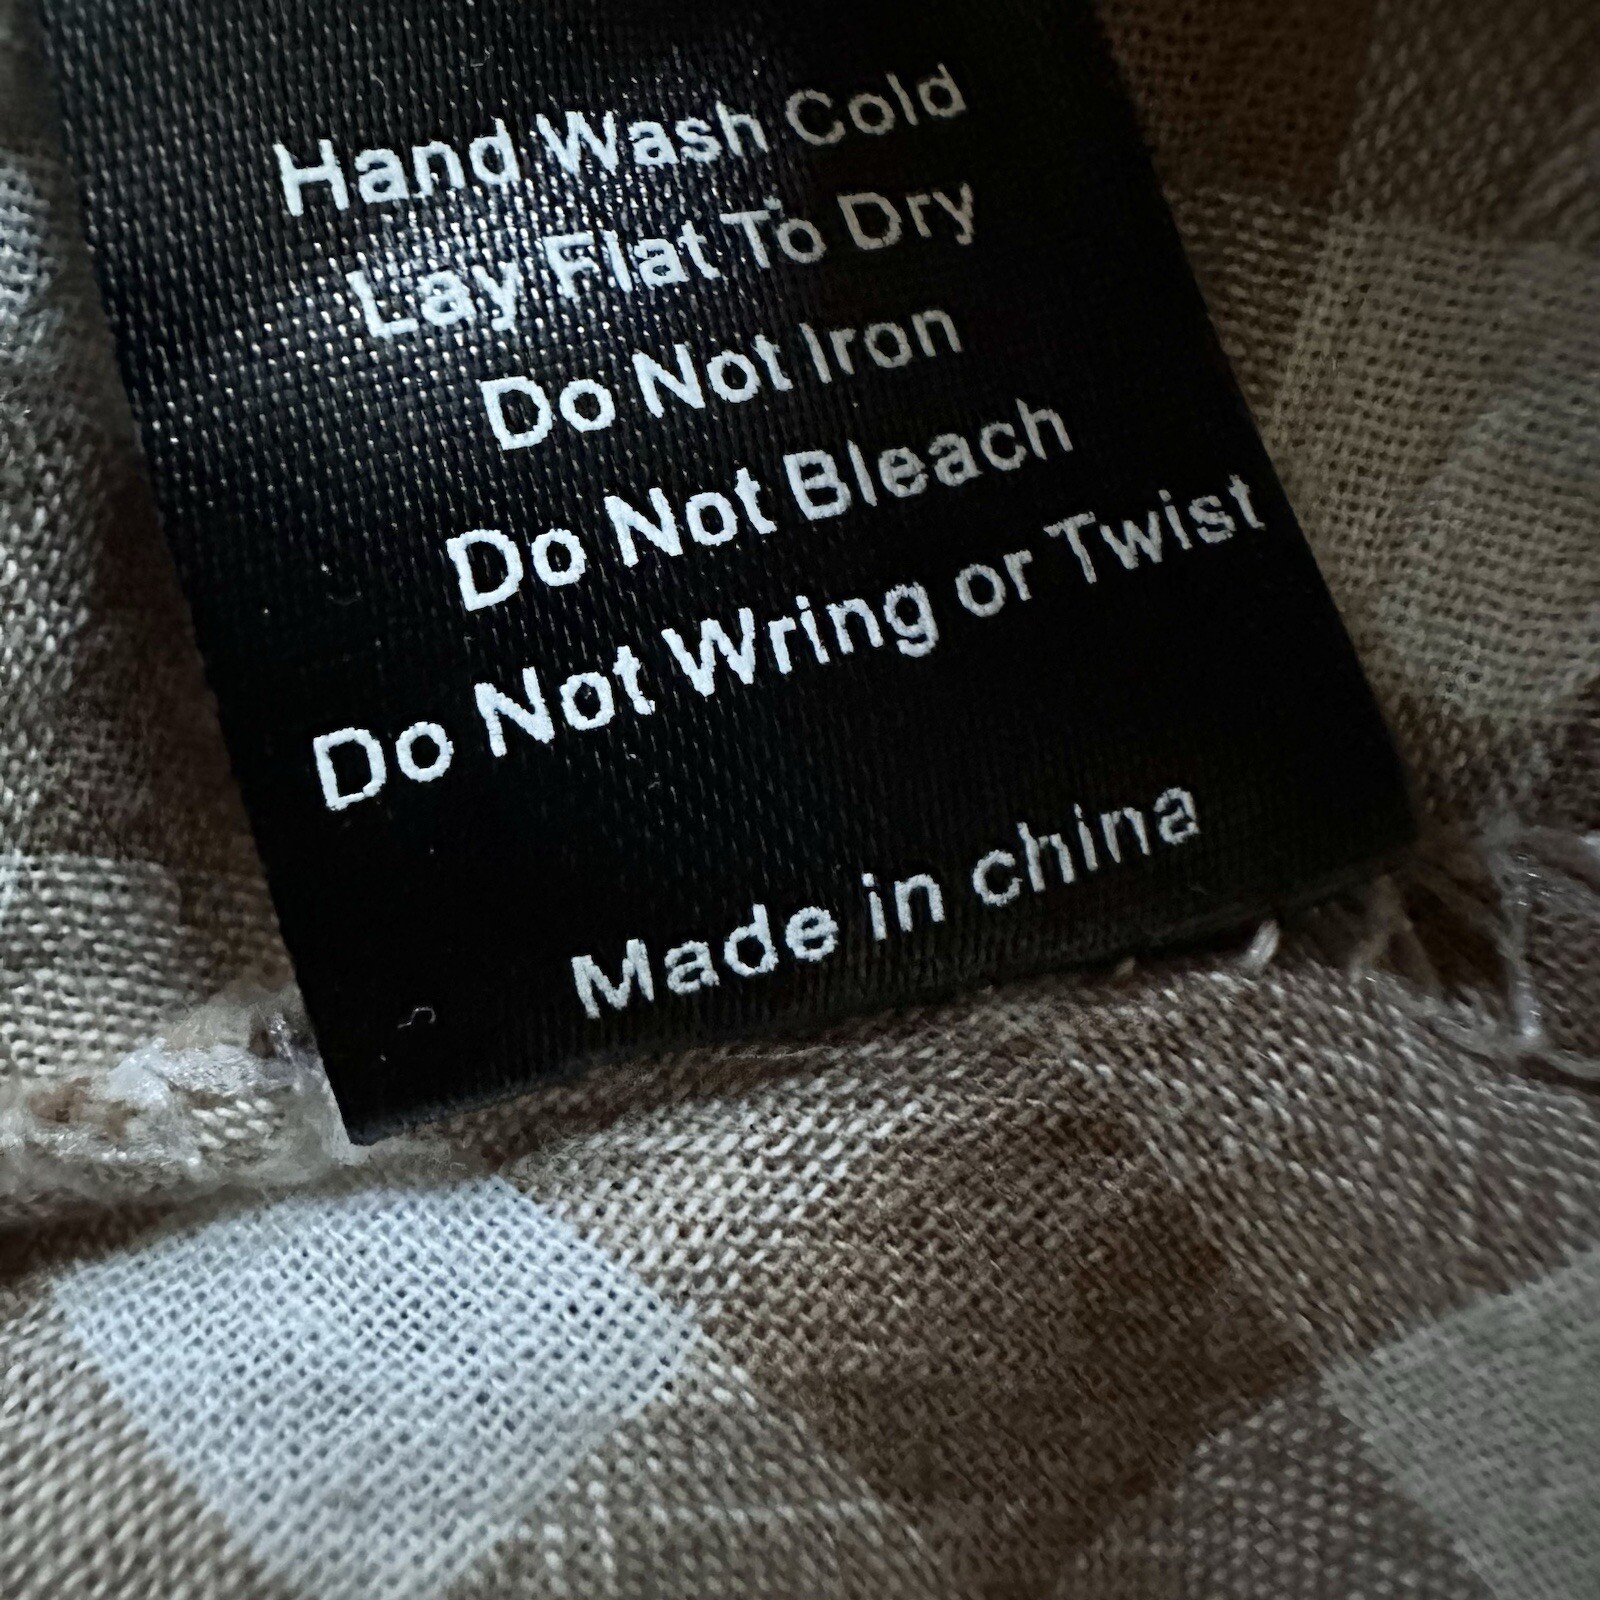 Hand Wash Cold
Lay Flat To Dry
Do Not Iron
Do Not Bleach
Do Not Wring or Twist
Made in china